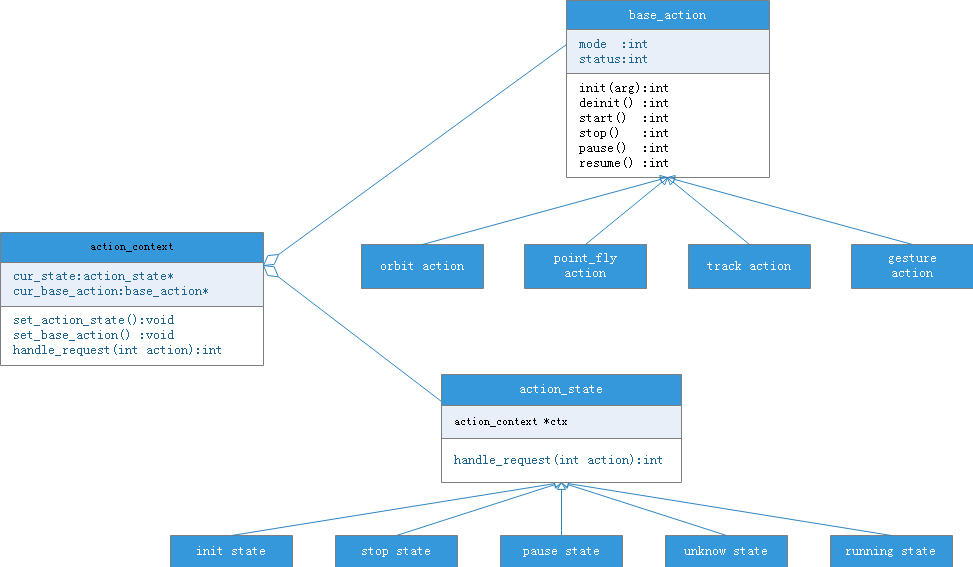 base_action
mode  :int
status:int
init(arg):int
deinit() :int
start()  :int
stop()   :int
pause()  :int
resume() :int
action_context
cur_state:action_state*
cur_base_action:base_action*
set_action_state():void
set_base_action() :void
handle_request(int action):int
orbit action
point_fly
action
track action
gesture
action
action_state
action_context *ctx
handle_request(int action):int
init state
stop state
pause state
unknow state
running state